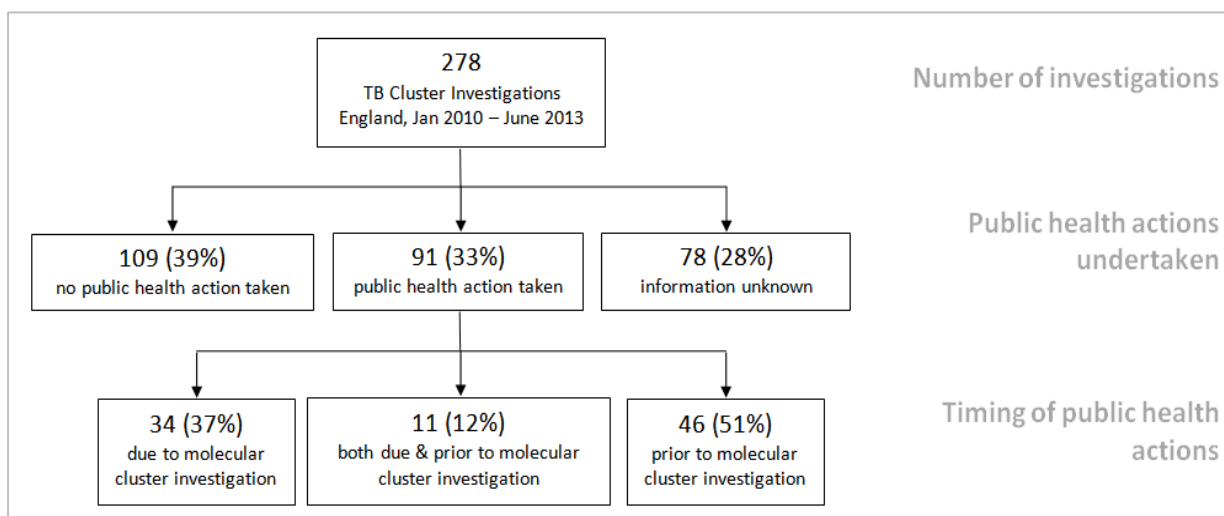 278
TB Cluster Investigations
England, Jan 2010 – June 2013
Number of investigations
109 (39%)
no public health action taken
91 (33%)
public health action taken
78 (28%)
information unknown
Public health actions
undertaken
34 (37%)
due to molecular
cluster investigation
11 (12%)
both due & prior to molecular
cluster investigation
46 (51%)
prior to molecular
cluster investigation
Timing of public health
actions